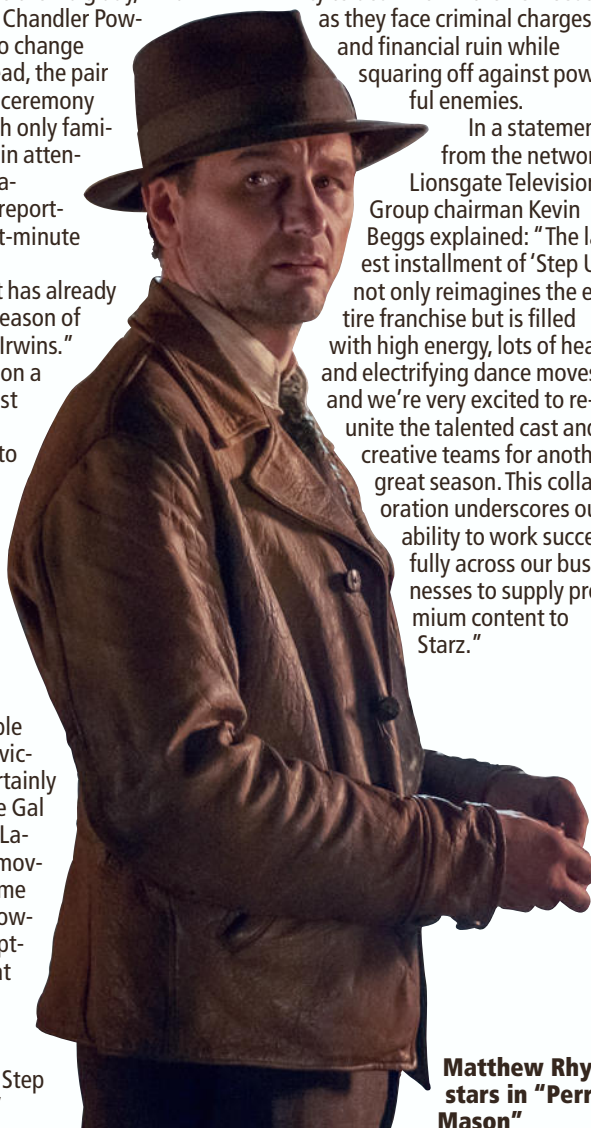 Chandler Pow-
o change
ad, the pair
ceremony
h only fami-
in atten-
a-
report-
t-minute
t has already
eason of
Irwins."
on a
st
to
ple
vic-
rtainly
e Gal
La-
mov-
me
ow-
pt-
at
Step
as they face criminal charges
and financial ruin while
squaring off against pow
ful enemies.
In a statemen
from the networ
Lionsgate Television
Group chairman Kevin
Beggs explained: "The la
est installment of 'Step U
not only reimagines the e
tire franchise but is filled
with high energy, lots of hea
and electrifying dance moves
and we're very excited to re-
unite the talented cast and
creative teams for anoth
great season. This colla
oration underscores ou
ability to work succe
fully across our bus
nesses to supply pre
mium content to
Starz."
Matthew Rhy
stars in "Perr
Mason"